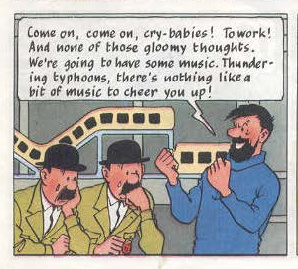 Come on, come on, cry-babies! Towork!
And none of those gloomy thoughts.
We're going to have some music. Thunder-
ing typhoons, there's nothing like a
bit of music to cheer you up!